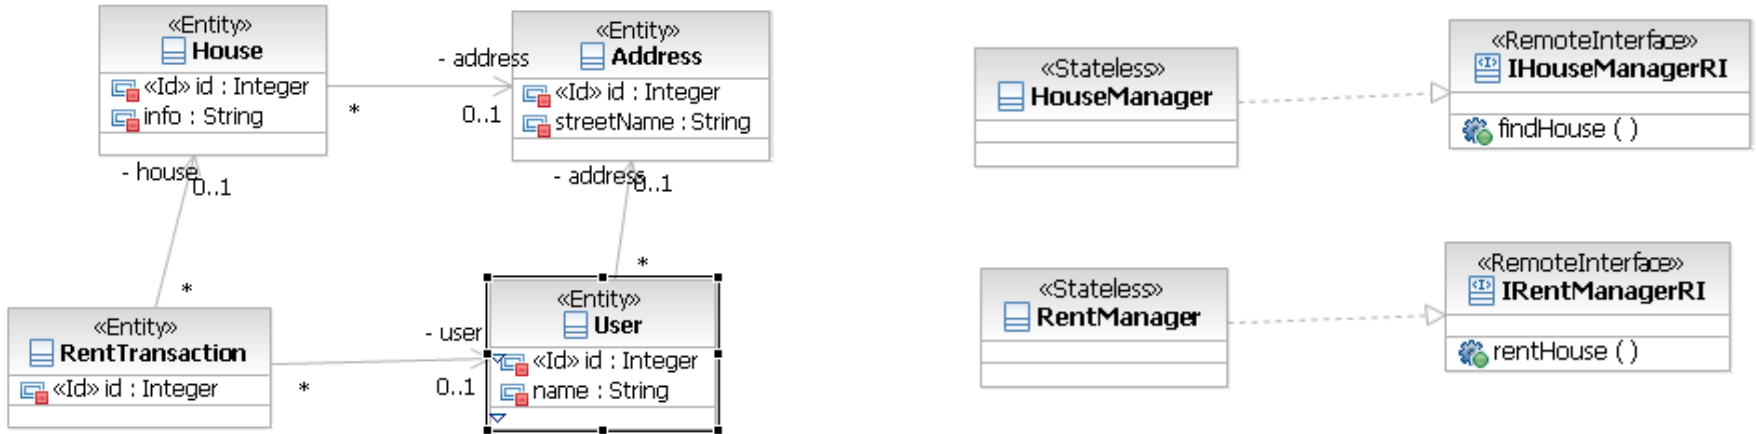 «Entity»
House
«Id» id : Integer
info : String
- address
*
0..1
«Entity»
Address
«Id» id : Integer
streetName : String
- house
0..1
*
- address
0..1
*
«Entity»
RentTransaction
«Id» id : Integer
- user
*
0..1
«Entity»
User
«Id» id : Integer
name : String
«Stateless»
HouseManager
«RemoteInterface»
IHouseManagerRI
findHouse ( )
«Stateless»
RentManager
«RemoteInterface»
IRentManagerRI
rentHouse ( )